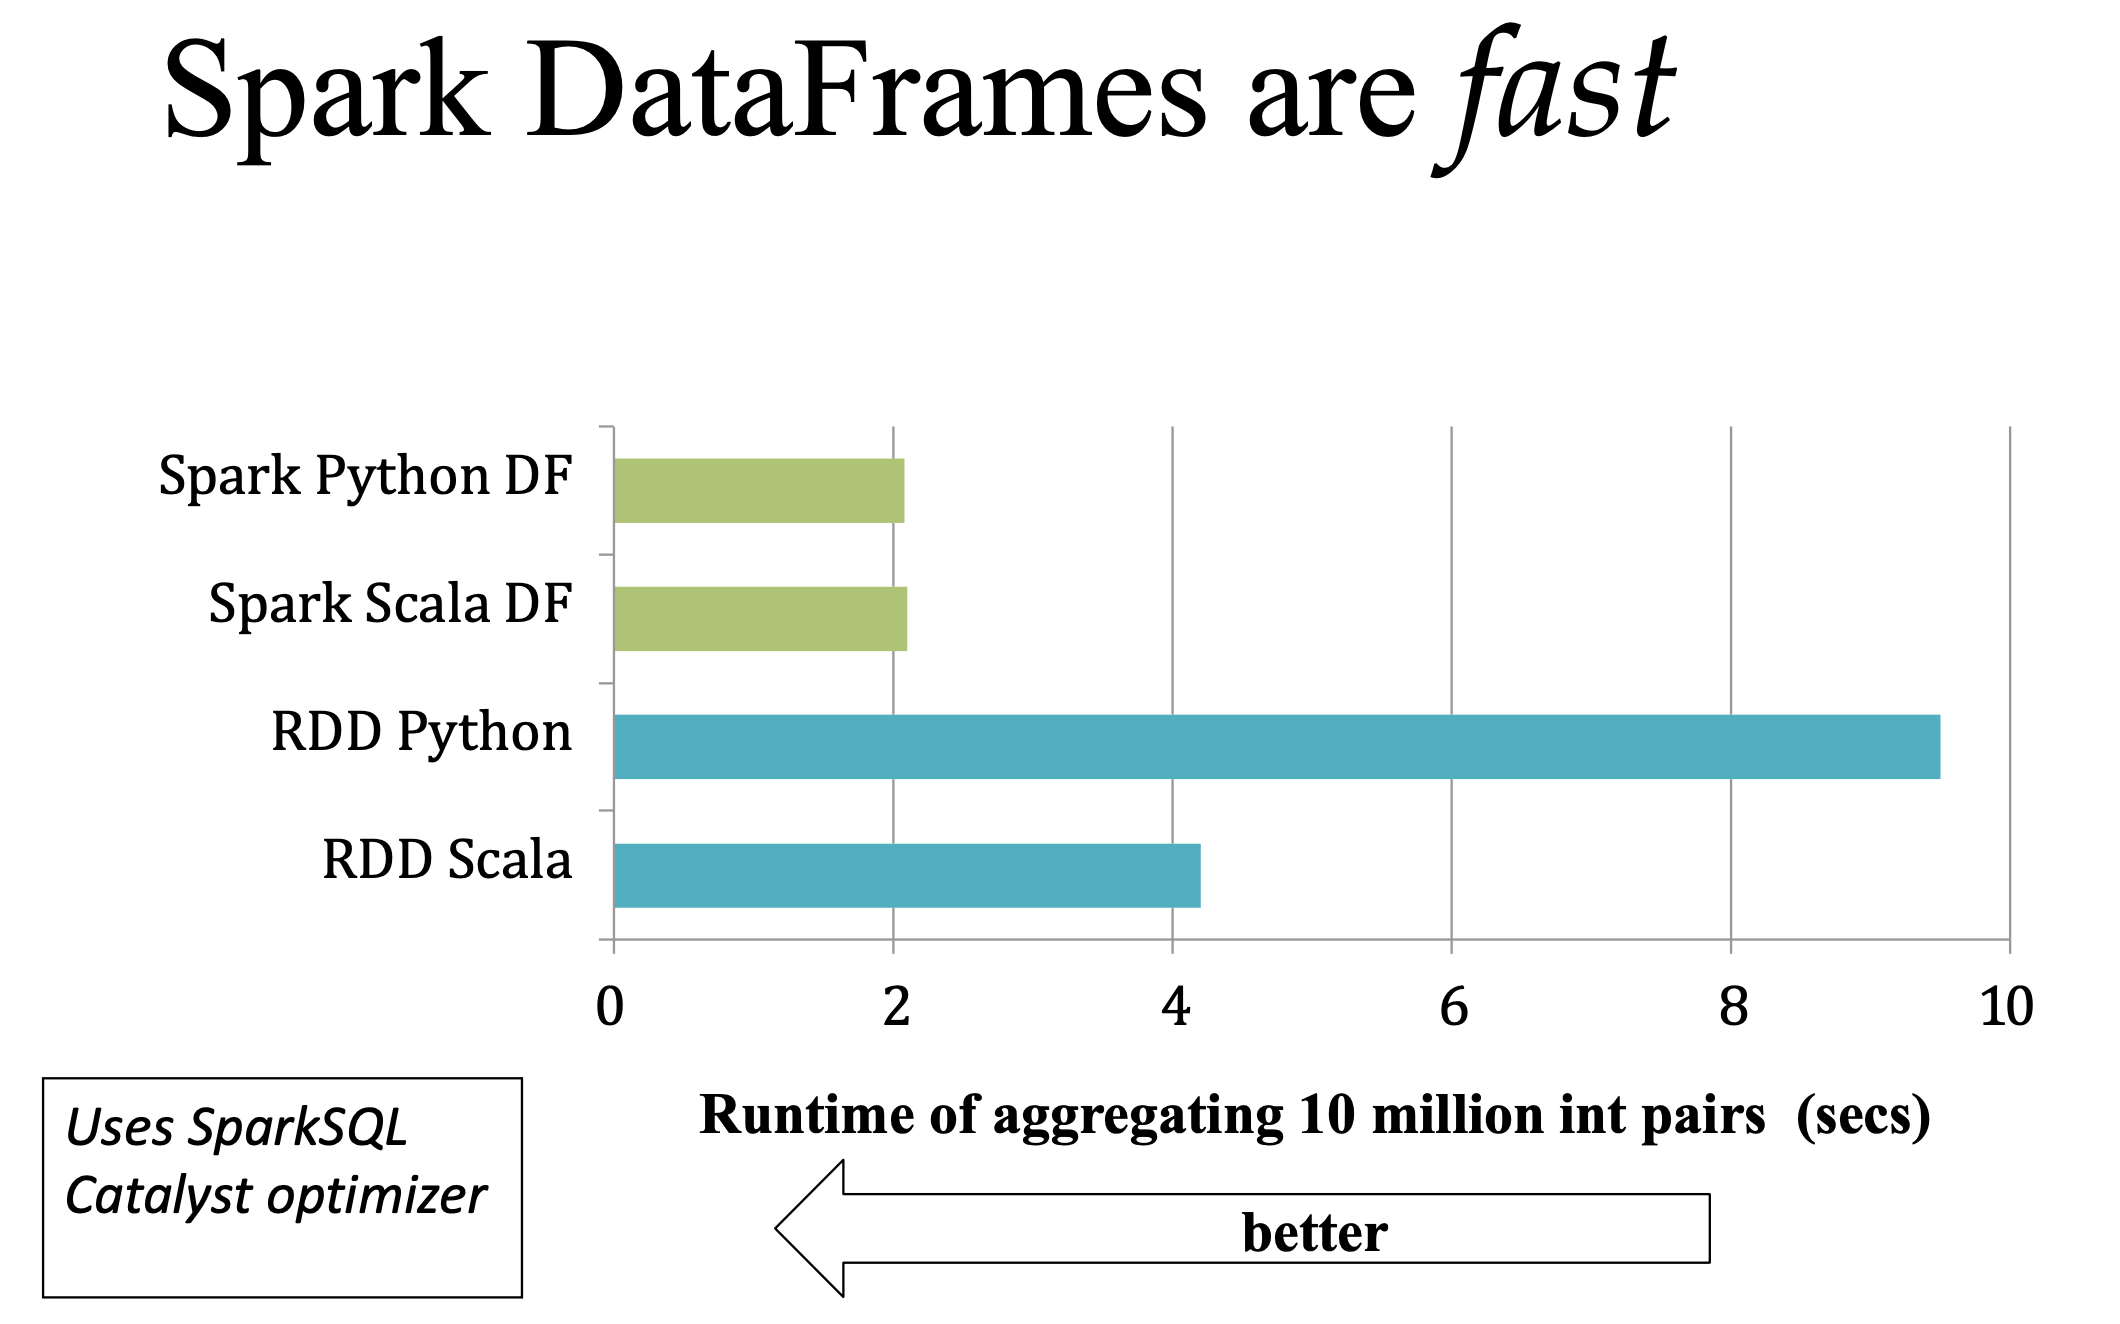 Spark DataFrames are fast
Spark Python DF
Spark Scala DF
RDD Python
RDD Scala
0 2 4 6 8 10
Runtime of aggregating 10 million int pairs (secs)
Uses SparkSQL
Catalyst optimizer
better